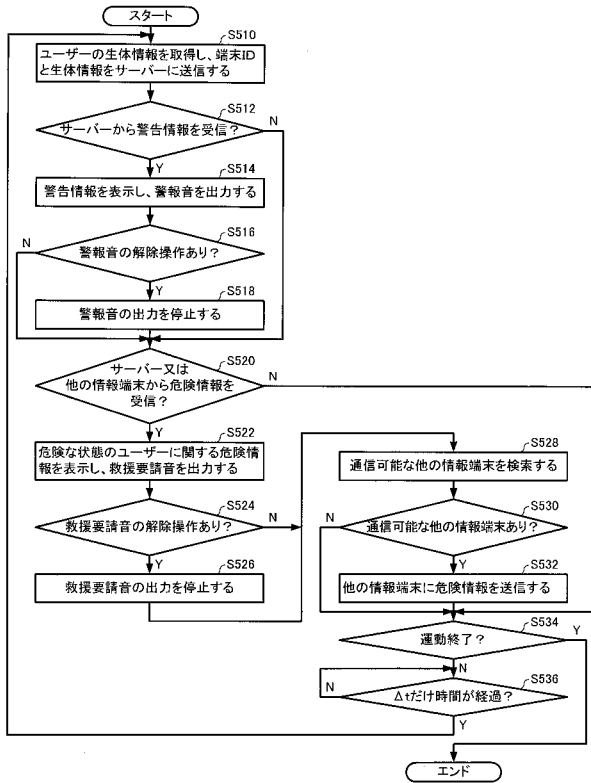 スタート
S510
ユーザーの生体情報を取得し、端末ID
と生体情報をサーバーに送信する
S512
サーバーから警告情報を受信？
N
Y
S514
警告情報を表示し、警報音を出力する
S516
N
警報音の解除操作あり？
Y
S518
警報音の出力を停止する
S520
サーバー又は
他の情報端末から危険情報を
受信？
N
Y
S522
危険な状態のユーザーに関する危険情
報を表示し、救援要請音を出力する
S524
救援要請音の解除操作あり？
N
Y
S526
救援要請音の出力を停止する
S528
通信可能な他の情報端末を検索する
S530
N
通信可能な他の情報端末あり？
Y
S532
他の情報端末に危険情報を送信する
S534
運動終了？
Y
N
S536
N
Δtだけ時間が経過？
Y
エンド